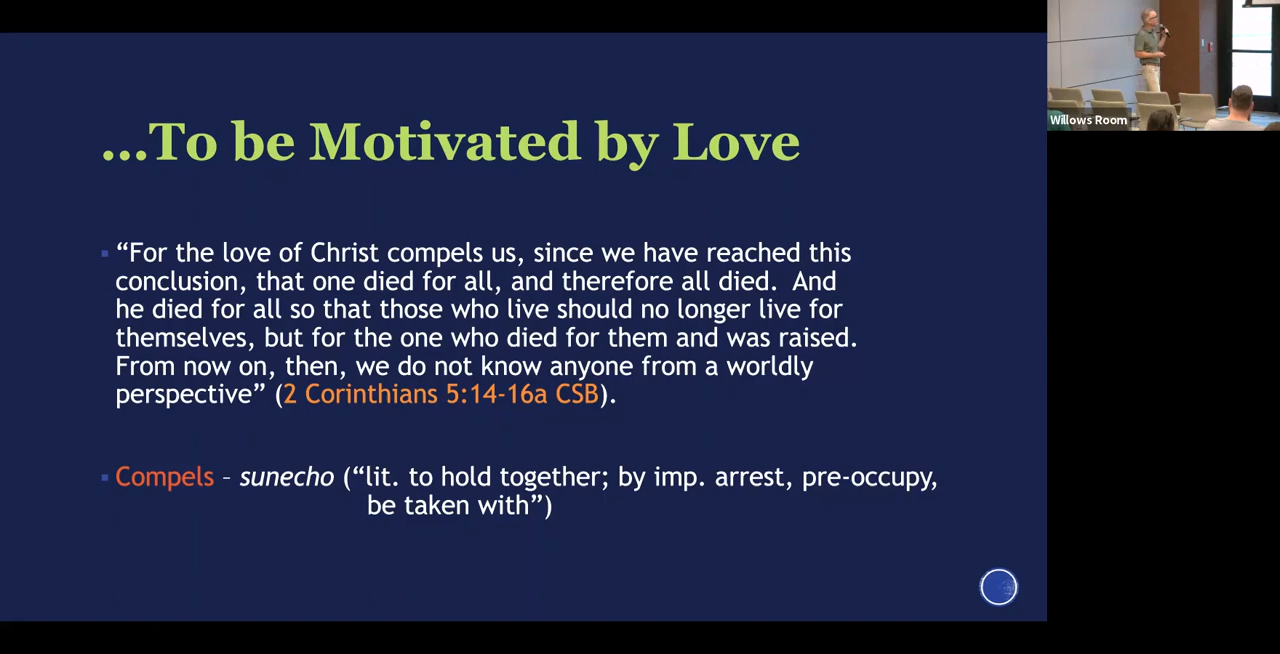 ...To be Motivated by Love
“For the love of Christ compels us, since we have reached this
conclusion, that one died for all, and therefore all died.  And
he died for all so that those who live should no longer live for
themselves, but for the one who died for them and was raised.
From now on, then, we do not know anyone from a worldly
perspective” (2 Corinthians 5:14-16a CSB).
Compels – sunecho (“lit. to hold together; by imp. arrest, pre-occupy,
be taken with”)
Willows Room